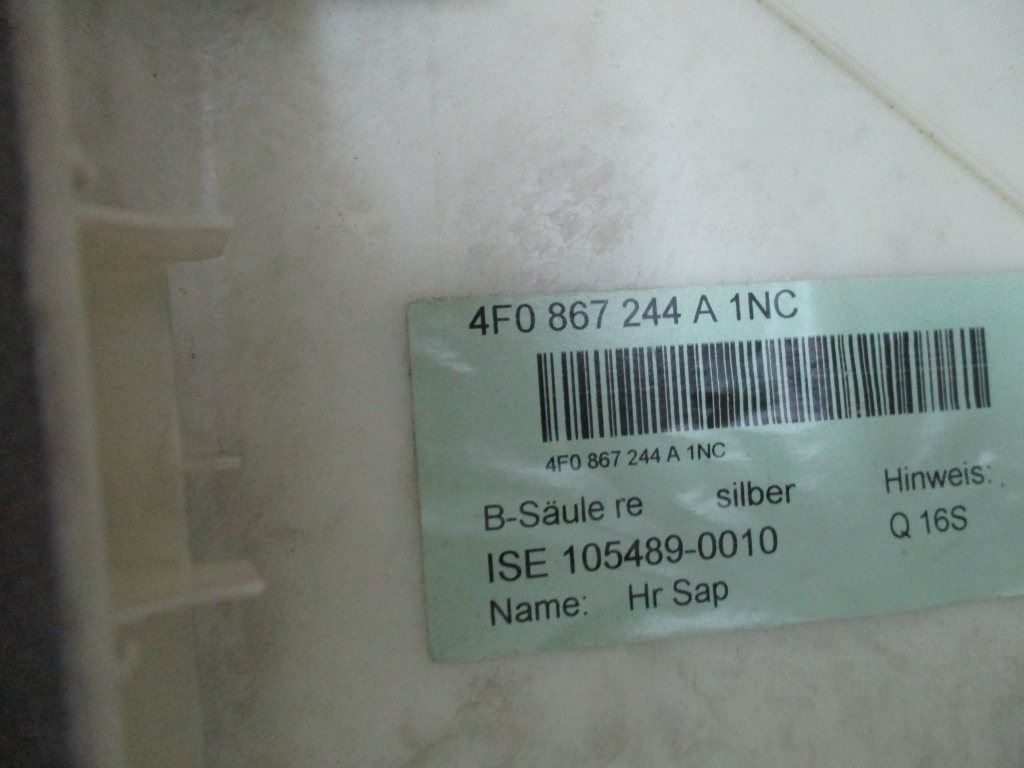 4F0 867 244 A 1NC
4F0 867 244 A 1NC
B-Säule re silber Hinweis:
ISE 105489-0010 Q 16S
Name: Hr Sap